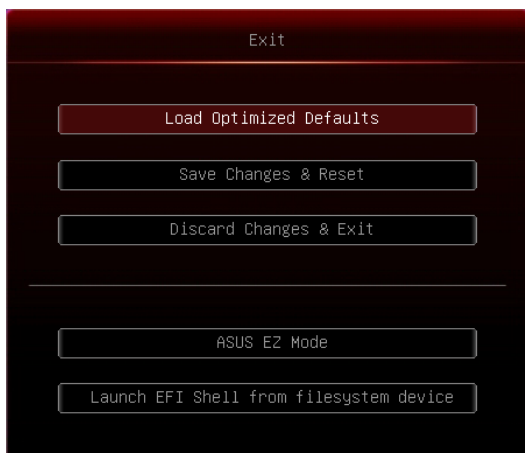 Exit
Load Optimized Defaults
Save Changes & Reset
Discard Changes & Exit
ASUS EZ Mode
Launch EFI Shell from filesystem device